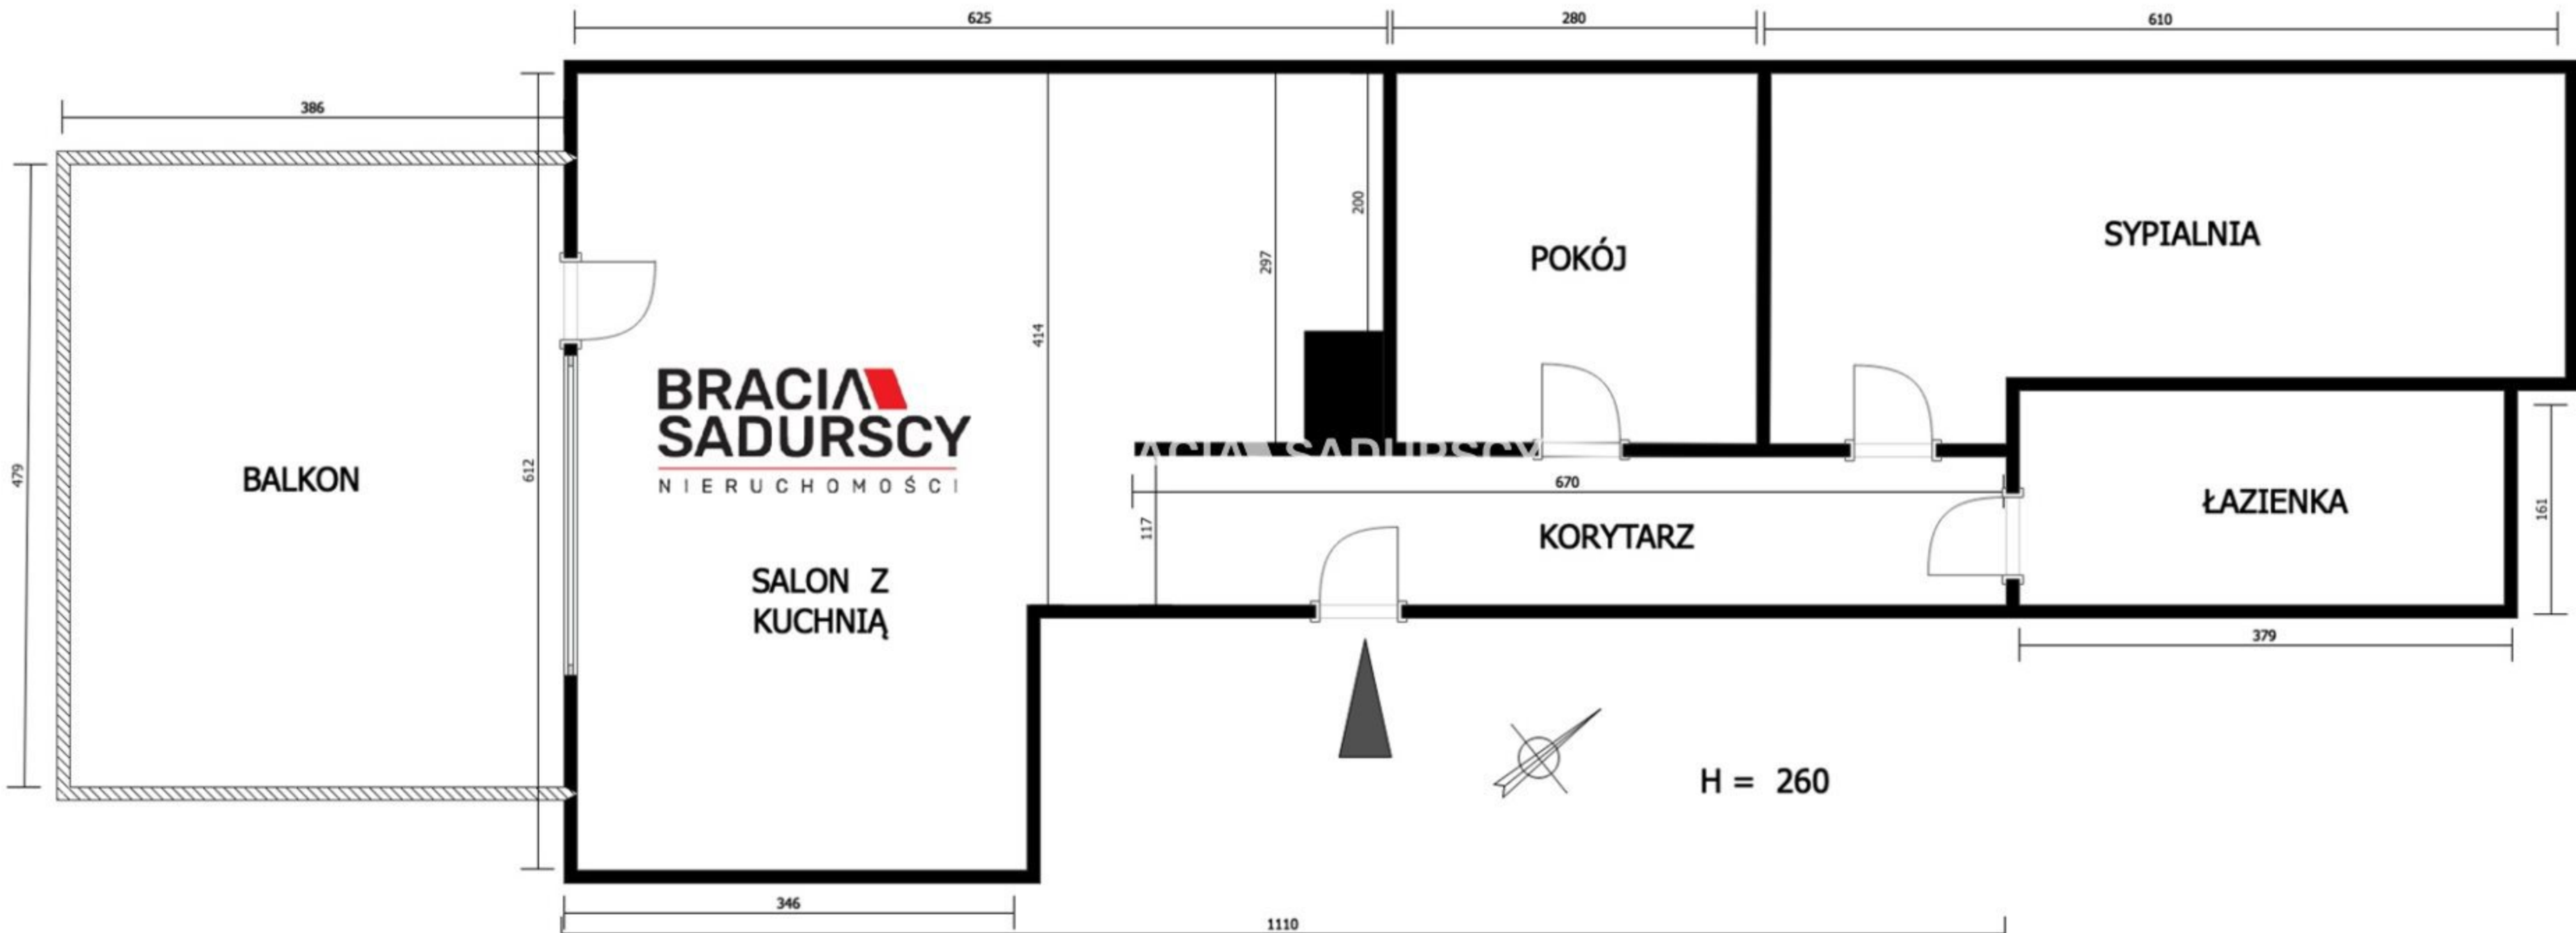 625
280
610
386
479
612
414
297
200
POKÓJ
SYPIALNIA
BRACIA
SADURSCY
NIERUCHOMOŚCI
BALKON
SADURSCY
670
117
KORYTARZ
ŁAZIENKA
161
SALON Z
KUCHNIĄ
379
H = 260
346
1110